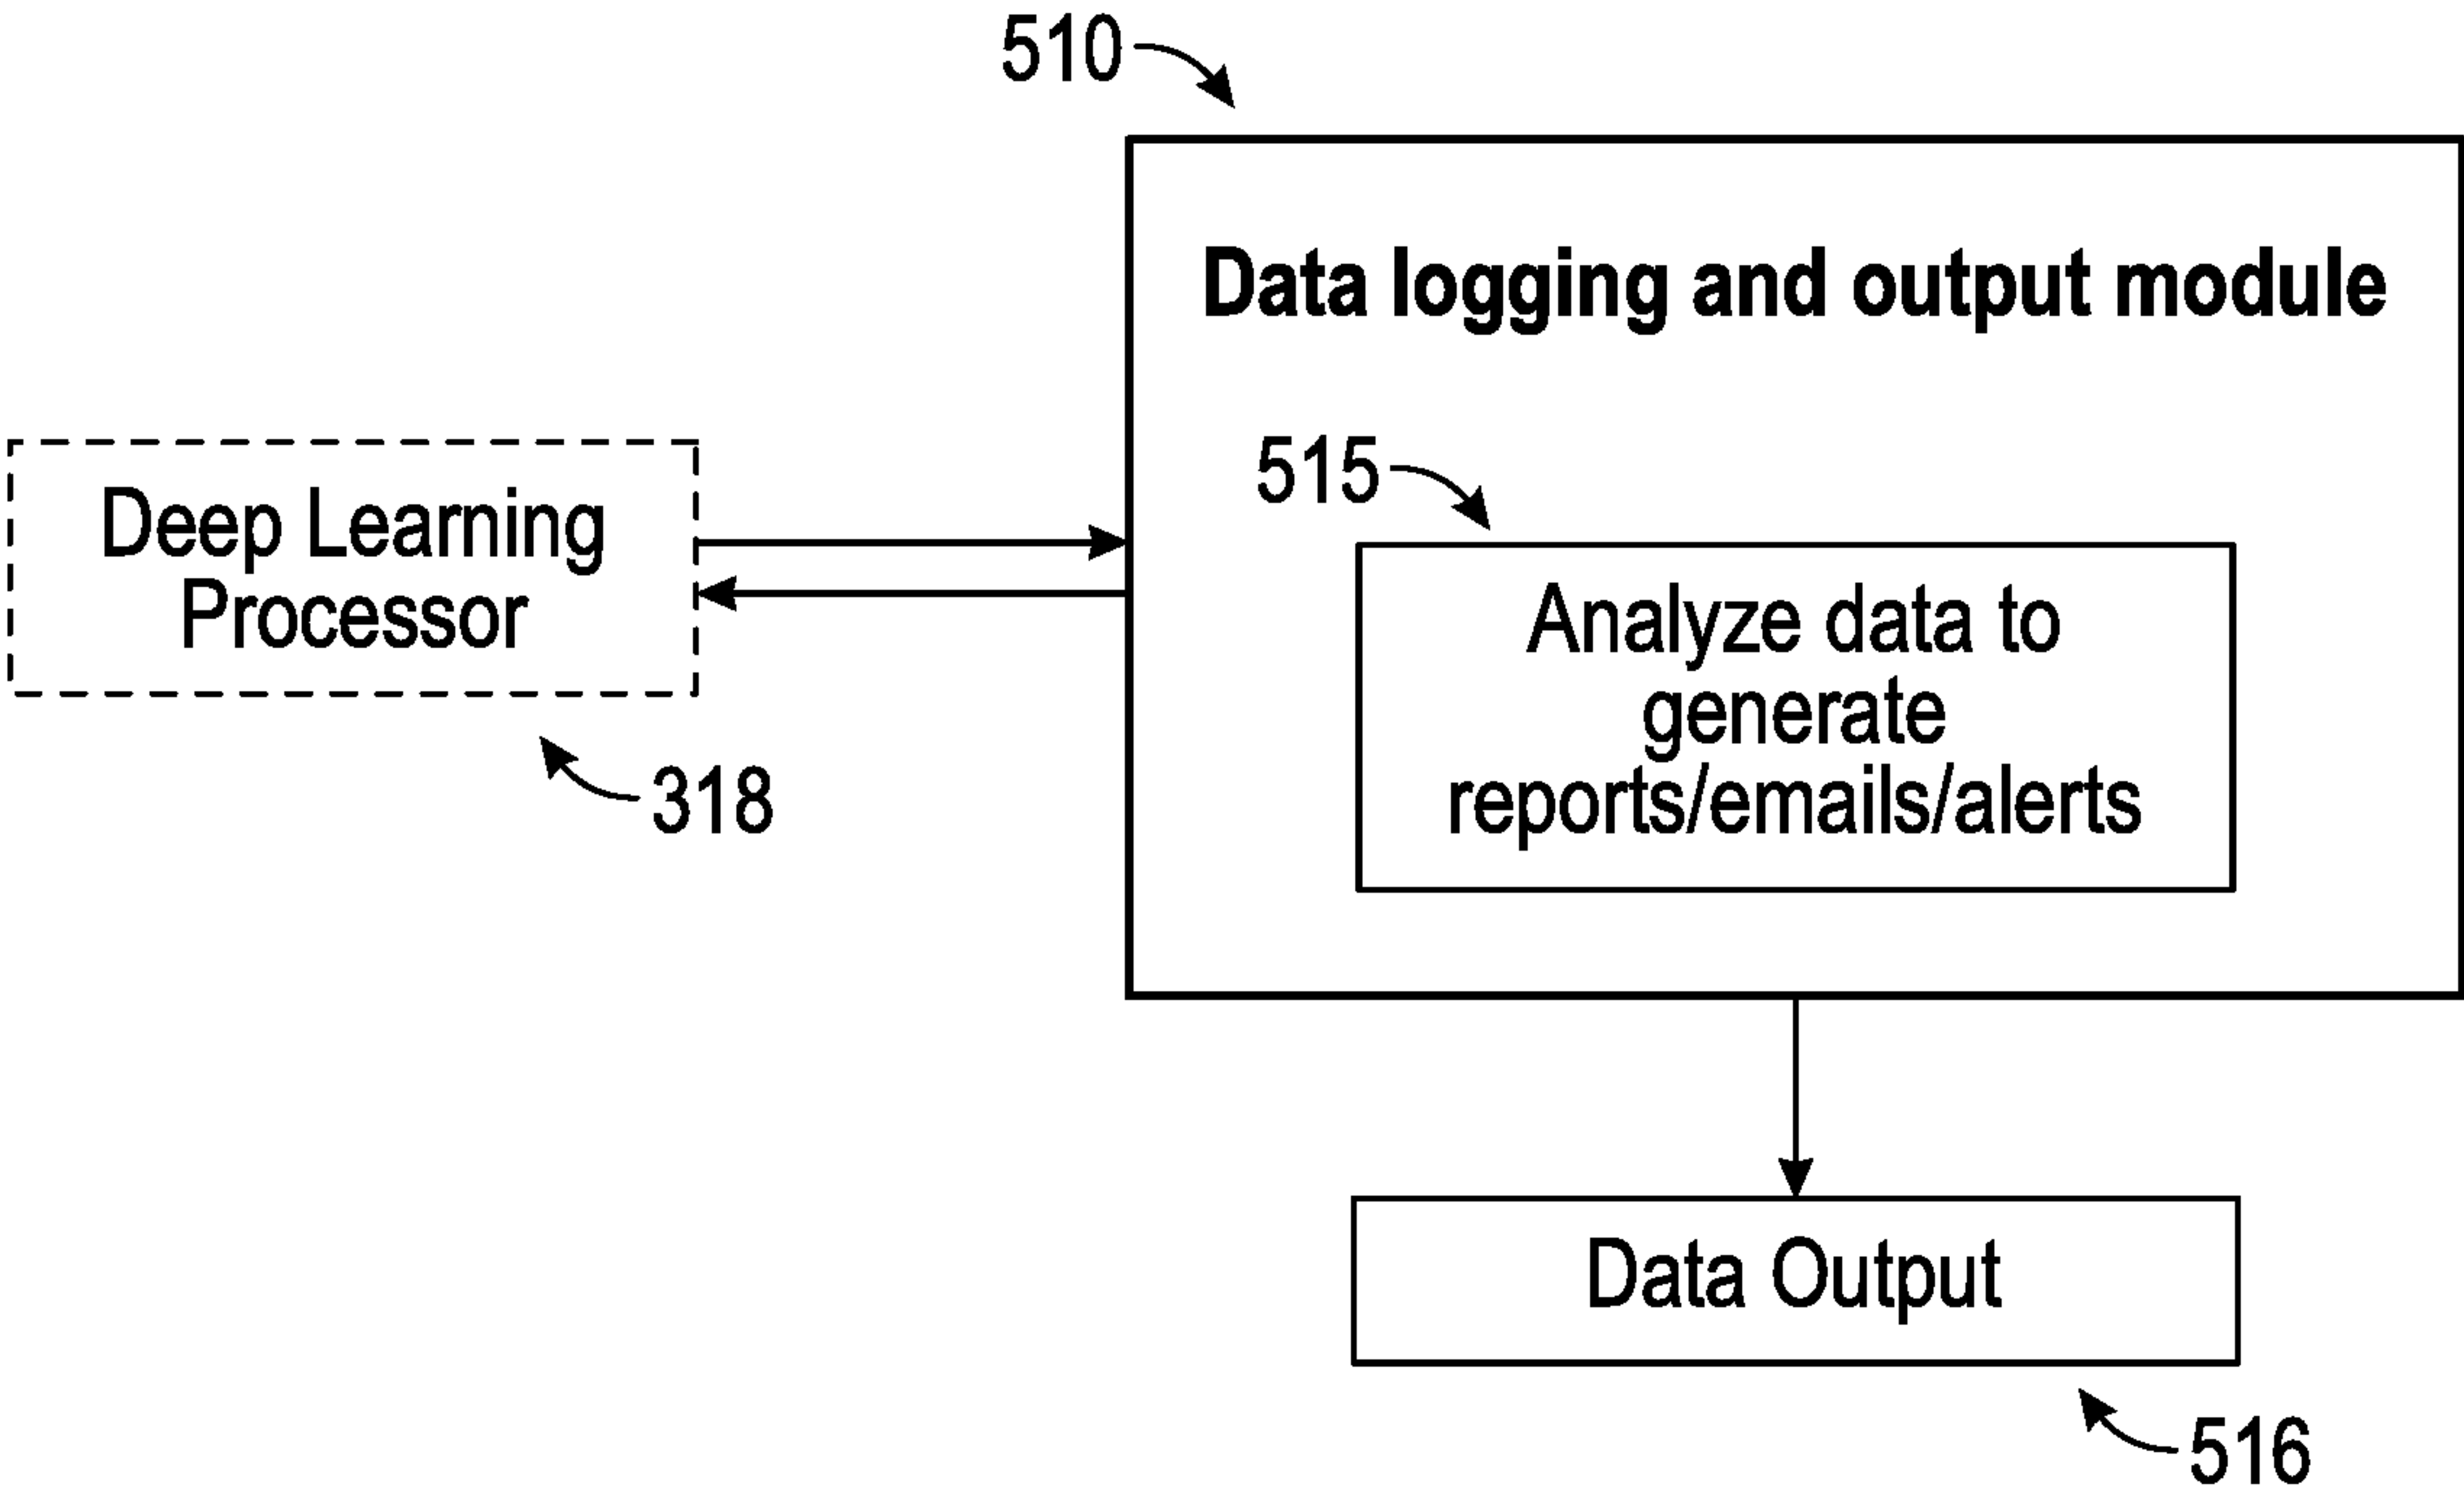 510
Data logging and output module
515
Deep Learning
Processor
Analyze data to
generate
reports/emails/alerts
318
Data Output
516